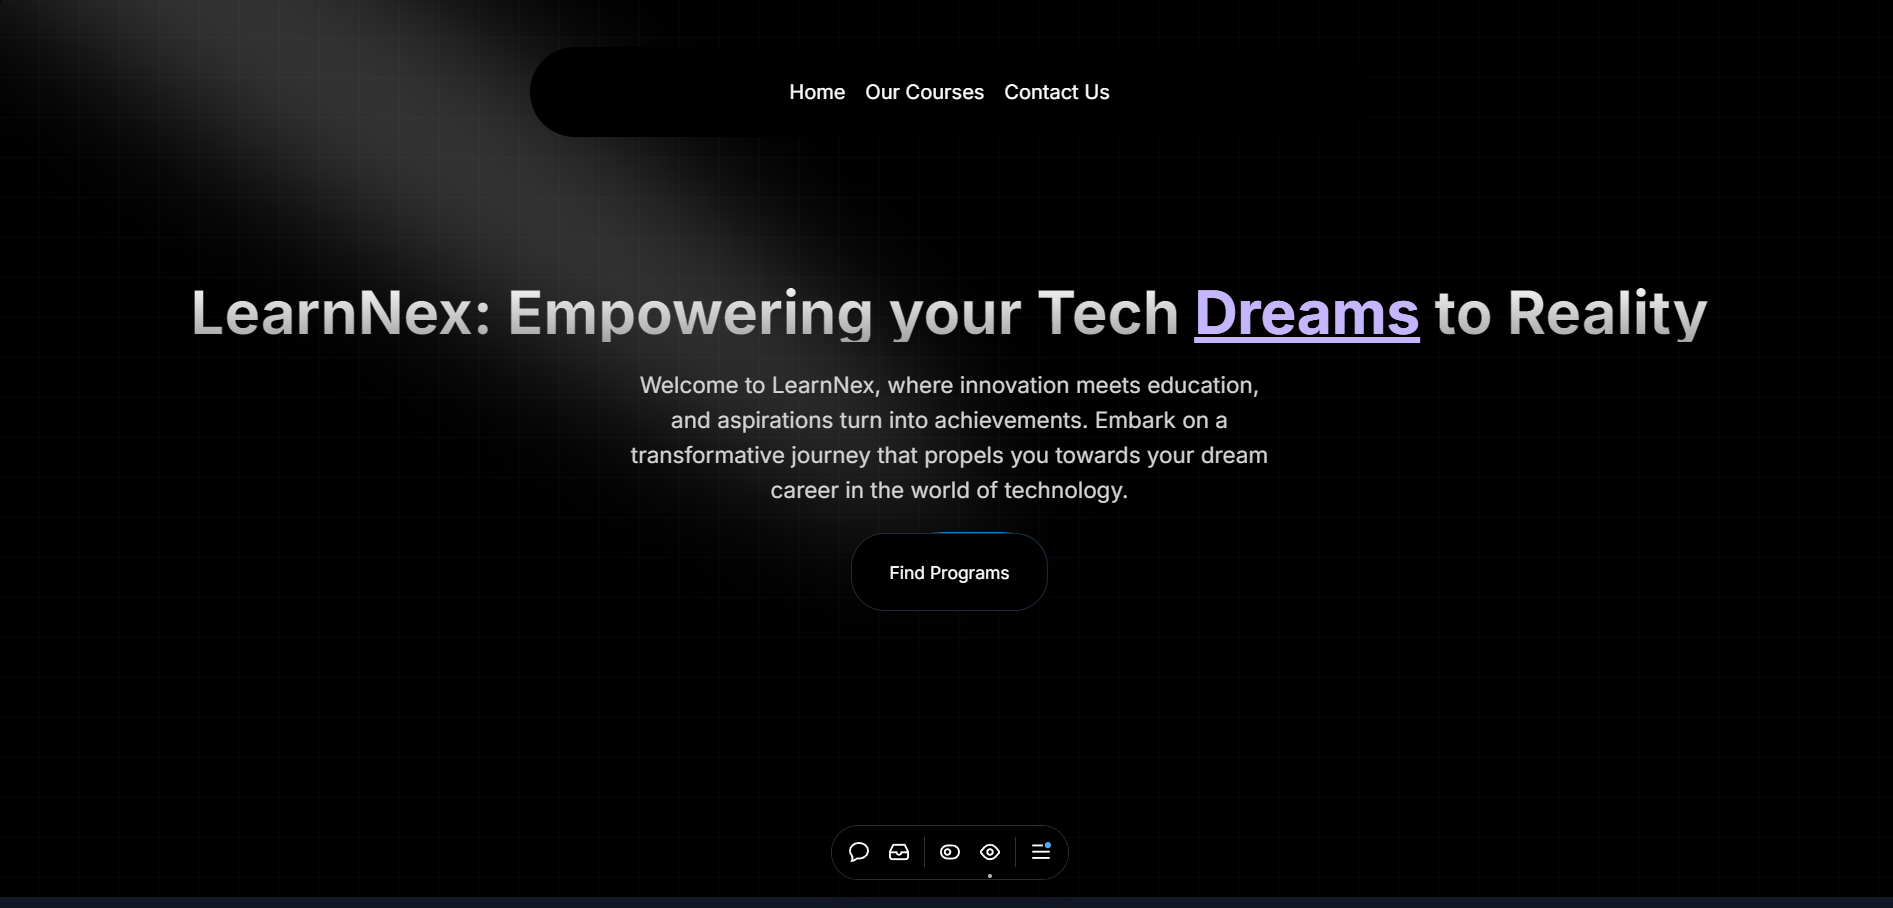 Home Our Courses Contact Us
LearnNex: Empowering your Tech Dreams to Reality
Welcome to LearnNex, where innovation meets education,
and aspirations turn into achievements. Embark on a
transformative journey that propels you towards your dream
career in the world of technology.
Find Programs